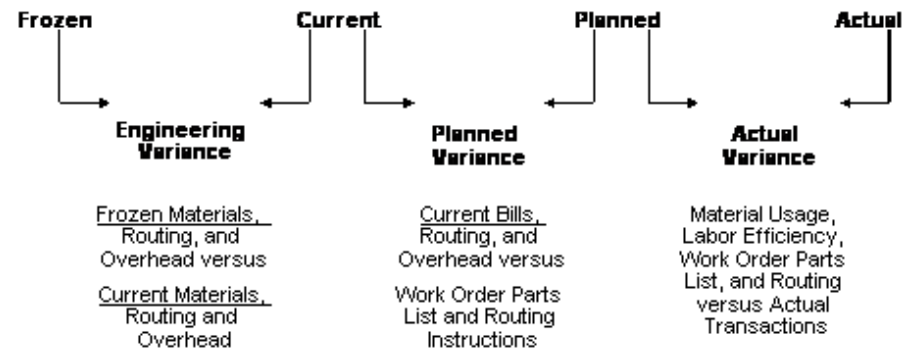 Frozen Current Planned Actual
Engineering Variance
Planned Variance
Actual Variance
Frozen Materials,
Routing, and
Overhead versus
Current Materials,
Routing and
Overhead
Current Bills,
Routing, and
Overhead versus
Work Order Parts
List and Routing
Instructions
Material Usage,
Labor Efficiency,
Work Order Parts
List, and Routing
versus Actual
Transactions